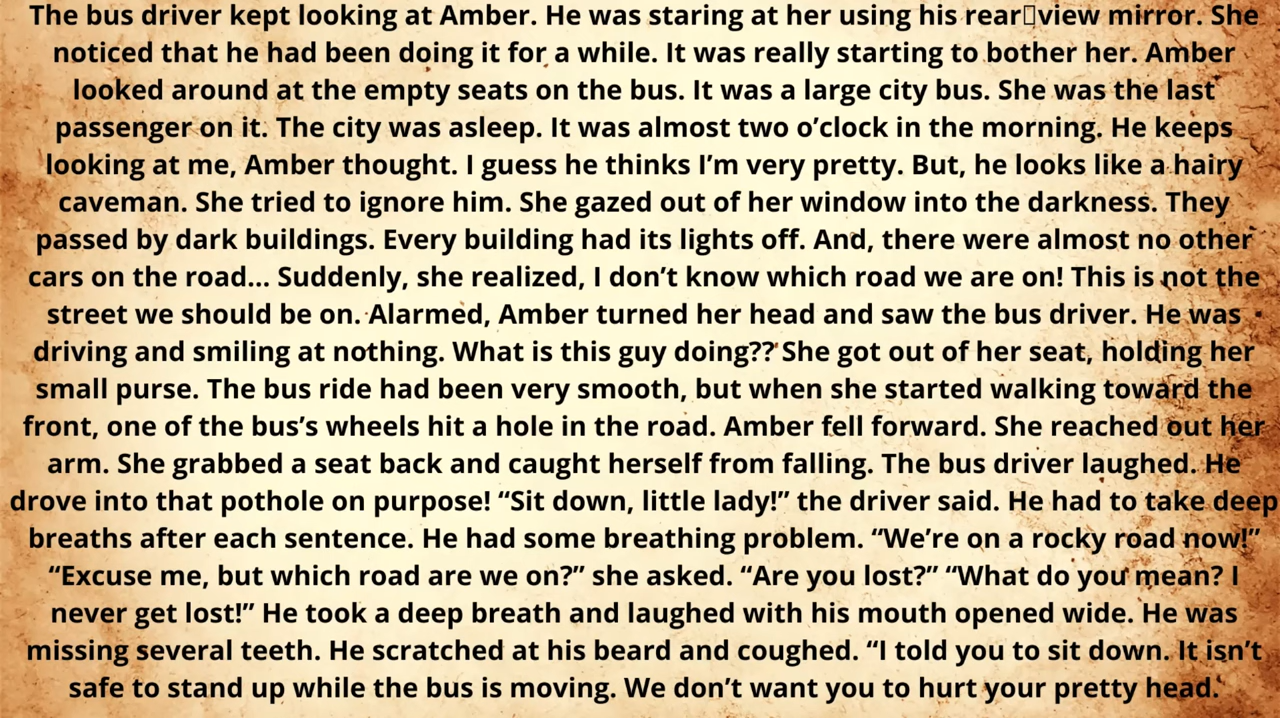 The bus driver kept looking at Amber. He was staring at her using his rear▯view mirror. She
noticed that he had been doing it for a while. It was really starting to bother her. Amber
looked around at the empty seats on the bus. It was a large city bus. She was the last
passenger on it. The city was asleep. It was almost two o’clock in the morning. He keeps
looking at me, Amber thought. I guess he thinks I’m very pretty. But, he looks like a hairy
caveman. She tried to ignore him. She gazed out of her window into the darkness. They
passed by dark buildings. Every building had its lights off. And, there were almost no other
cars on the road... Suddenly, she realized, I don’t know which road we are on! This is not the
street we should be on. Alarmed, Amber turned her head and saw the bus driver. He was
driving and smiling at nothing. What is this guy doing?? She got out of her seat, holding her
small purse. The bus ride had been very smooth, but when she started walking toward the
front, one of the bus’s wheels hit a hole in the road. Amber fell forward. She reached out her
arm. She grabbed a seat back and caught herself from falling. The bus driver laughed. He
drove into that pothole on purpose! “Sit down, little lady!” the driver said. He had to take deep
breaths after each sentence. He had some breathing problem. “We’re on a rocky road now!”
“Excuse me, but which road are we on?” she asked. “Are you lost?” “What do you mean? I
never get lost!” He took a deep breath and laughed with his mouth opened wide. He was
missing several teeth. He scratched at his beard and coughed. “I told you to sit down. It isn’t
safe to stand up while the bus is moving. We don’t want you to hurt your pretty head.’